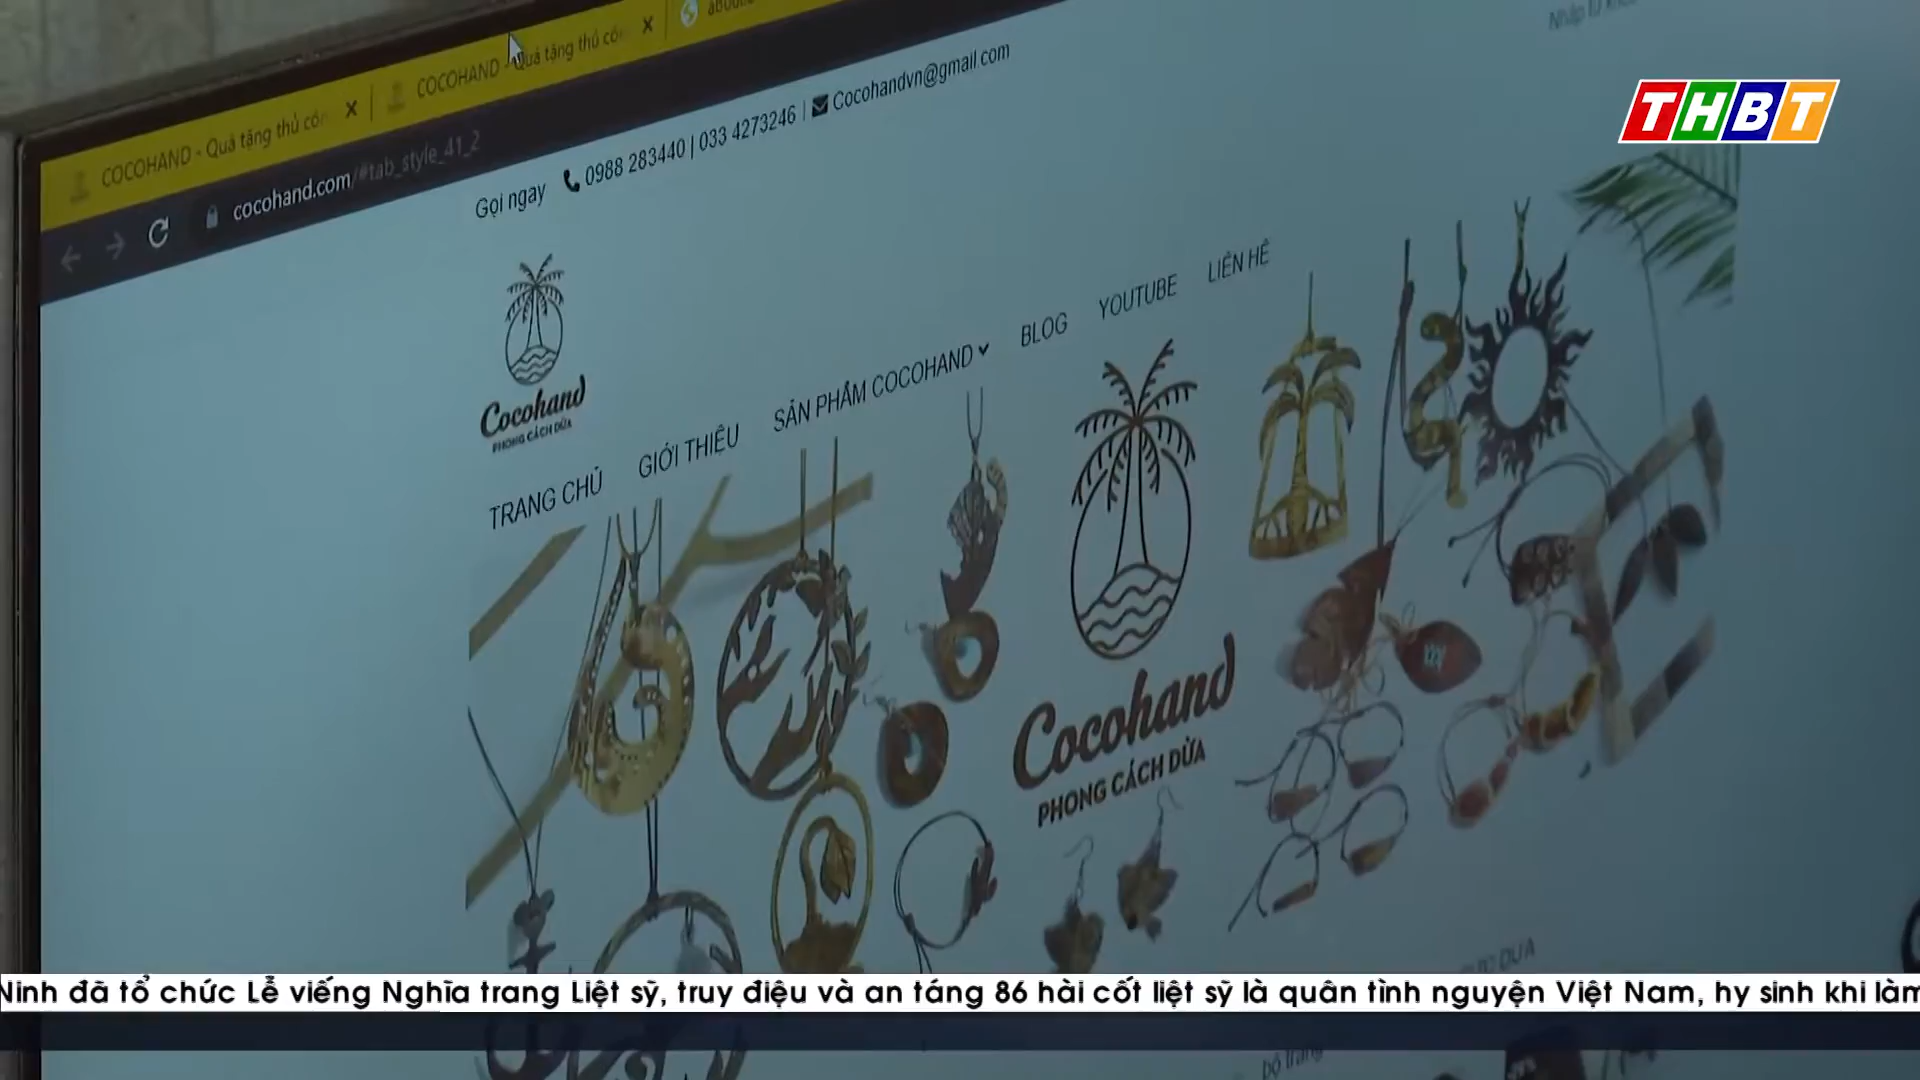 COCOHAND - Quà tặng thủ côn
COCOHAND - Quà tặng thủ côn
cocohand.com/#tab_style_41_2
Gọi ngay 0988 283440 | 033 4273246 | Cocohandvn@gmail.com
THBT
Cocohand
PHONG CÁCH DỪA
TRANG CHỦ GIỚI THIỆU SẢN PHẨM COCOHAND BLOG YOUTUBE LIÊN HỆ
Cocohand
PHONG CÁCH DỪA
Ninh đã tổ chức Lễ viếng Nghĩa trang Liệt sỹ, truy điệu và an táng 86 hài cốt liệt sỹ là quân tình nguyện Việt Nam, hy sinh khi làm